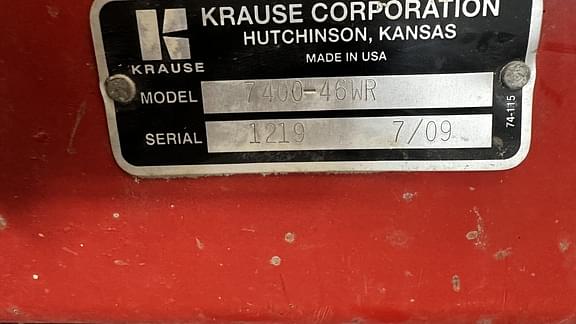 KRAUSE CORPORATION
HUTCHINSON, KANSAS
MADE IN USA
K
KRAUSE
MODEL 7400-46WR
SERIAL 1219 7/09
74-115